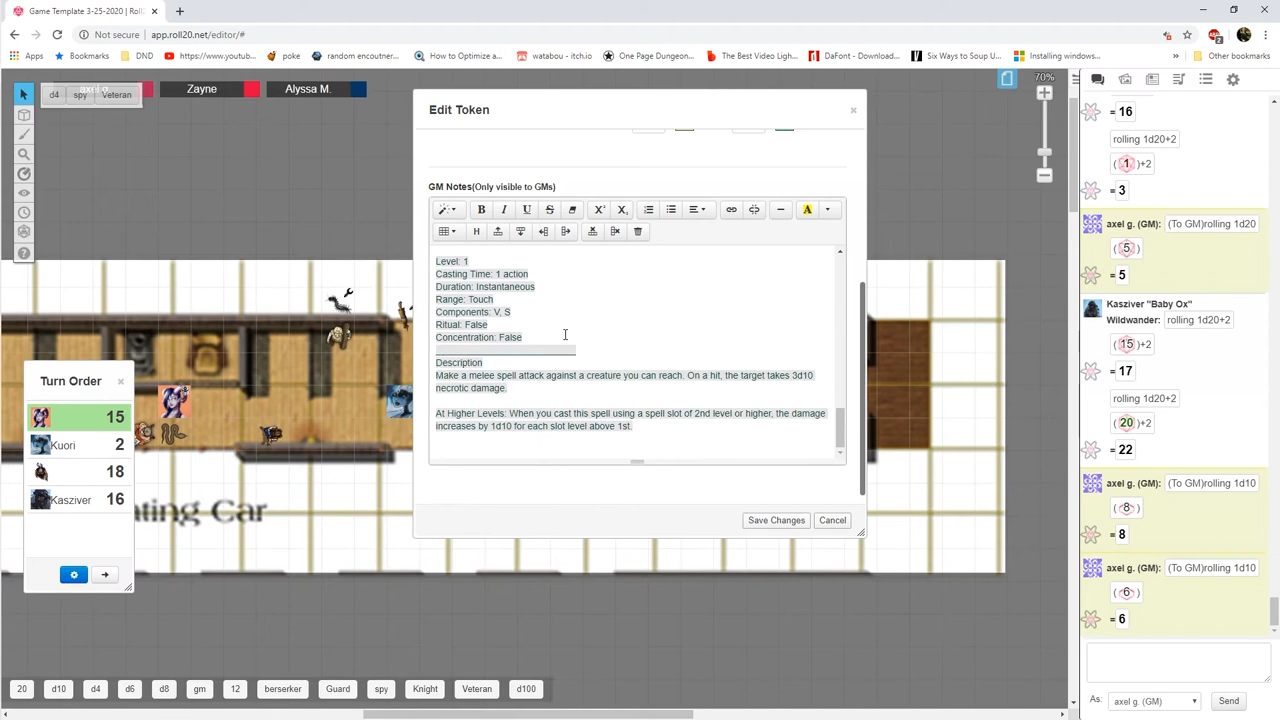 Game Template 3-25-2020 | Roll2
Not secure | app.roll20.net/editor/#
Apps
Bookmarks
DND
https://www.youtube...
poke
random encoutner...
How to Optimize a...
watabou - itch.io
One Page Dungeon...
The Best Video Ligh...
DaFont - Download...
Six Ways to Soup U...
Installing windows...
Other bookmarks
axel g.
Zayne
Alyssa M.
d4
spy
Veteran
70%
Edit Token
GM Notes(Only visible to GMs)
B I U S X² X₂ A
H
Level: 1
Casting Time: 1 action
Duration: Instantaneous
Range: Touch
Components: V, S
Ritual: False
Concentration: False
Description
Make a melee spell attack against a creature you can reach. On a hit, the target takes 3d10
necrotic damage.
At Higher Levels: When you cast this spell using a spell slot of 2nd level or higher, the damage
increases by 1d10 for each slot level above 1st.
Save Changes
Cancel
Turn Order
15
Kuori 2
18
Kasziver 16
ating Car
= 16
rolling 1d20+2
(1)+2
= 3
axel g. (GM): (To GM)rolling 1d20
(5)
= 5
Kasziver "Baby Ox"
Wildwander: rolling 1d20+2
(15)+2
= 17
rolling 1d20+2
(20)+2
= 22
axel g. (GM): (To GM)rolling 1d10
(8)
= 8
axel g. (GM): (To GM)rolling 1d10
(6)
= 6
As: axel g. (GM)
Send
20
d10
d4
d6
d8
gm
12
berserker
Guard
spy
Knight
Veteran
d100